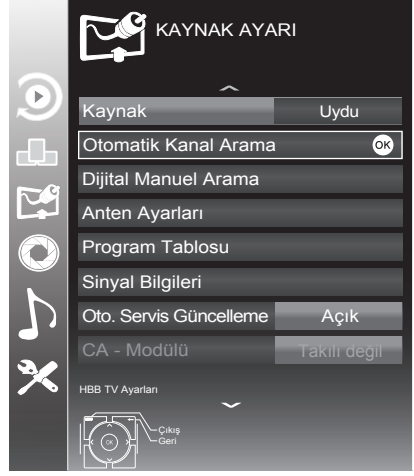 KAYNAK AYARI
Kaynak Uydu
Otomatik Kanal Arama OK
Dijital Manuel Arama
Anten Ayarları
Program Tablosu
Sinyal Bilgileri
Oto. Servis Güncelleme Açık
CA - Modülü Takılı değil
HBB TV Ayarları
Çıkış
OK Geri